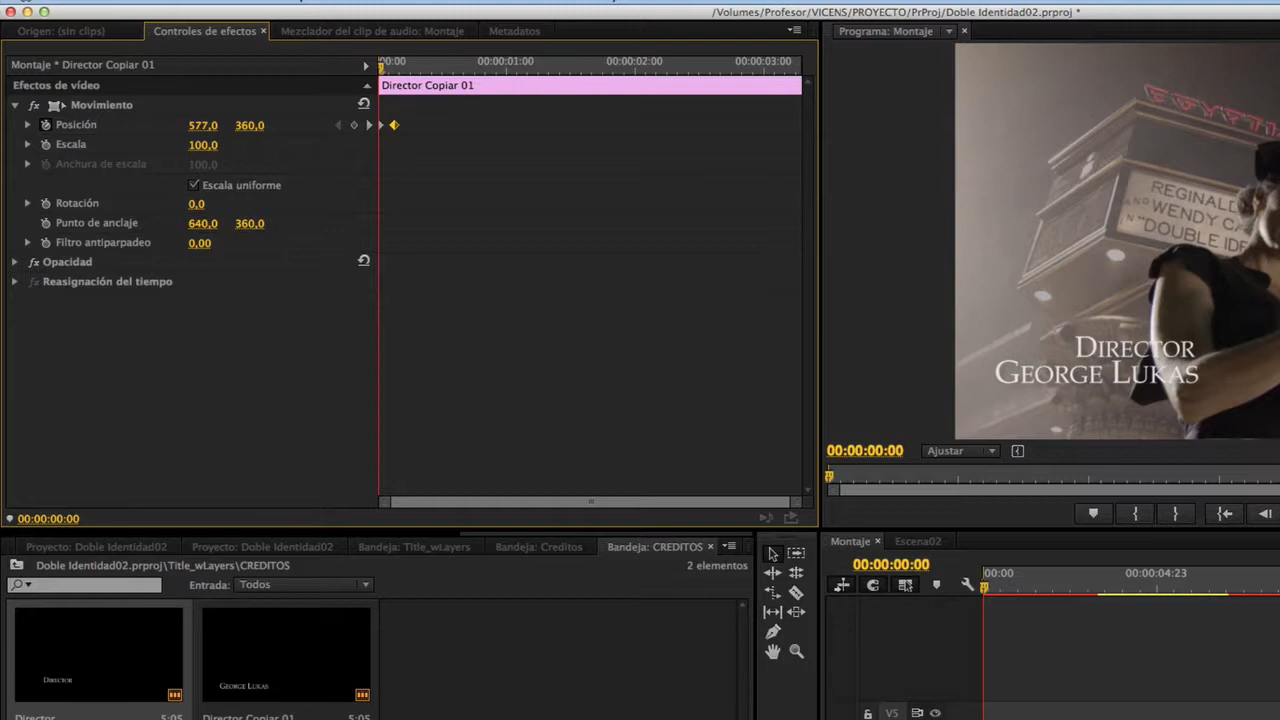 /Volumes/Profesor/VICENS/PROYECTO/PrProj/Doble Identidad02.prproj *
Origen: (sin clips)
Controles de efectos
Mezclador del clip de audio: Montaje
Metadatos
Programa: Montaje
Montaje * Director Copiar 01
00:00
00:00:01:00
00:00:02:00
00:00:03:00
Efectos de vídeo
Director Copiar 01
Movimiento
Posición
577,0
360,0
Escala
100,0
Anchura de escala
100,0
Escala uniforme
Rotación
0,0
Punto de anclaje
640,0
360,0
Filtro antiparpadeo
0,00
Opacidad
Reasignación del tiempo
00:00:00:00
REGINALD
AND WENDY CA
IN "DOUBLE IDE
Director
George Lukas
00:00:00:00
Ajustar
Proyecto: Doble Identidad02
Proyecto: Doble Identidad02
Bandeja: Title_wLayers
Bandeja: Creditos
Bandeja: CREDITOS
Doble Identidad02.prproj\Title_wLayers\CREDITOS
2 elementos
Entrada:
Todos
Director
George Lukas
Director
5:05
Director Copiar 01
5:05
Montaje
Escena02
00:00:00:00
:00:00
00:00:04:23
V5